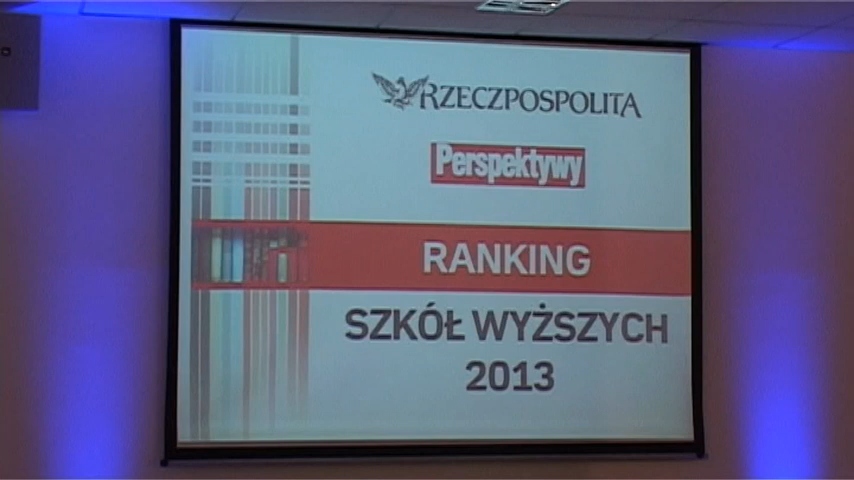 RZECZPOSPOLITA
Perspektywy
RANKING
SZKÓŁ WYŻSZYCH
2013